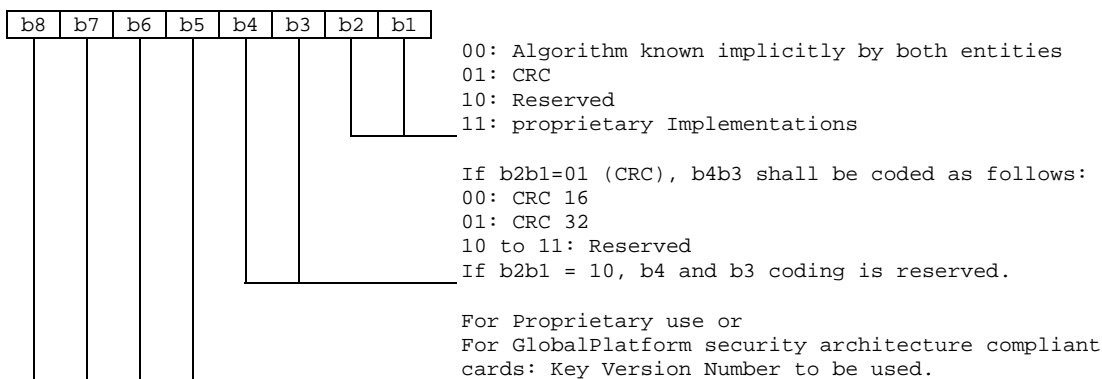 b8 b7 b6 b5 b4 b3 b2 b1
00: Algorithm known implicitly by both entities
01: CRC
10: Reserved
11: proprietary Implementations
If b2b1=01 (CRC), b4b3 shall be coded as follows:
00: CRC 16
01: CRC 32
10 to 11: Reserved
If b2b1 = 10, b4 and b3 coding is reserved.
For Proprietary use or
For GlobalPlatform security architecture compliant
cards: Key Version Number to be used.